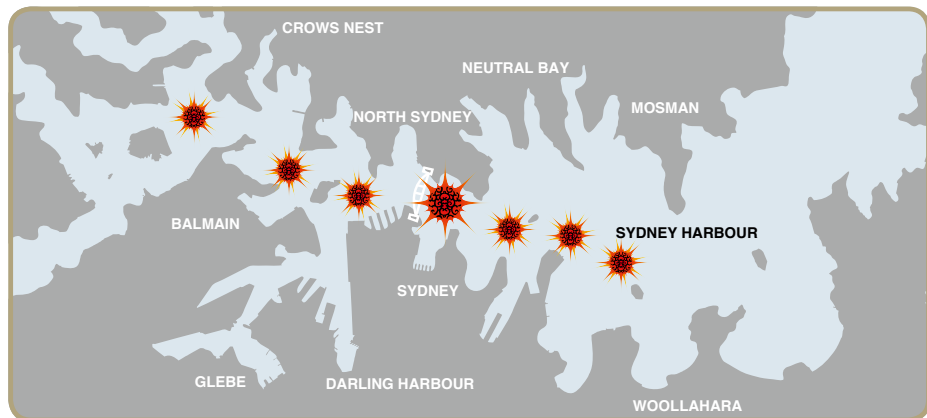 CROWS NEST
NEUTRAL BAY
MOSMAN
NORTH SYDNEY
BALMAIN
SYDNEY HARBOUR
SYDNEY
GLEBE
DARLING HARBOUR
WOOLLAHARA